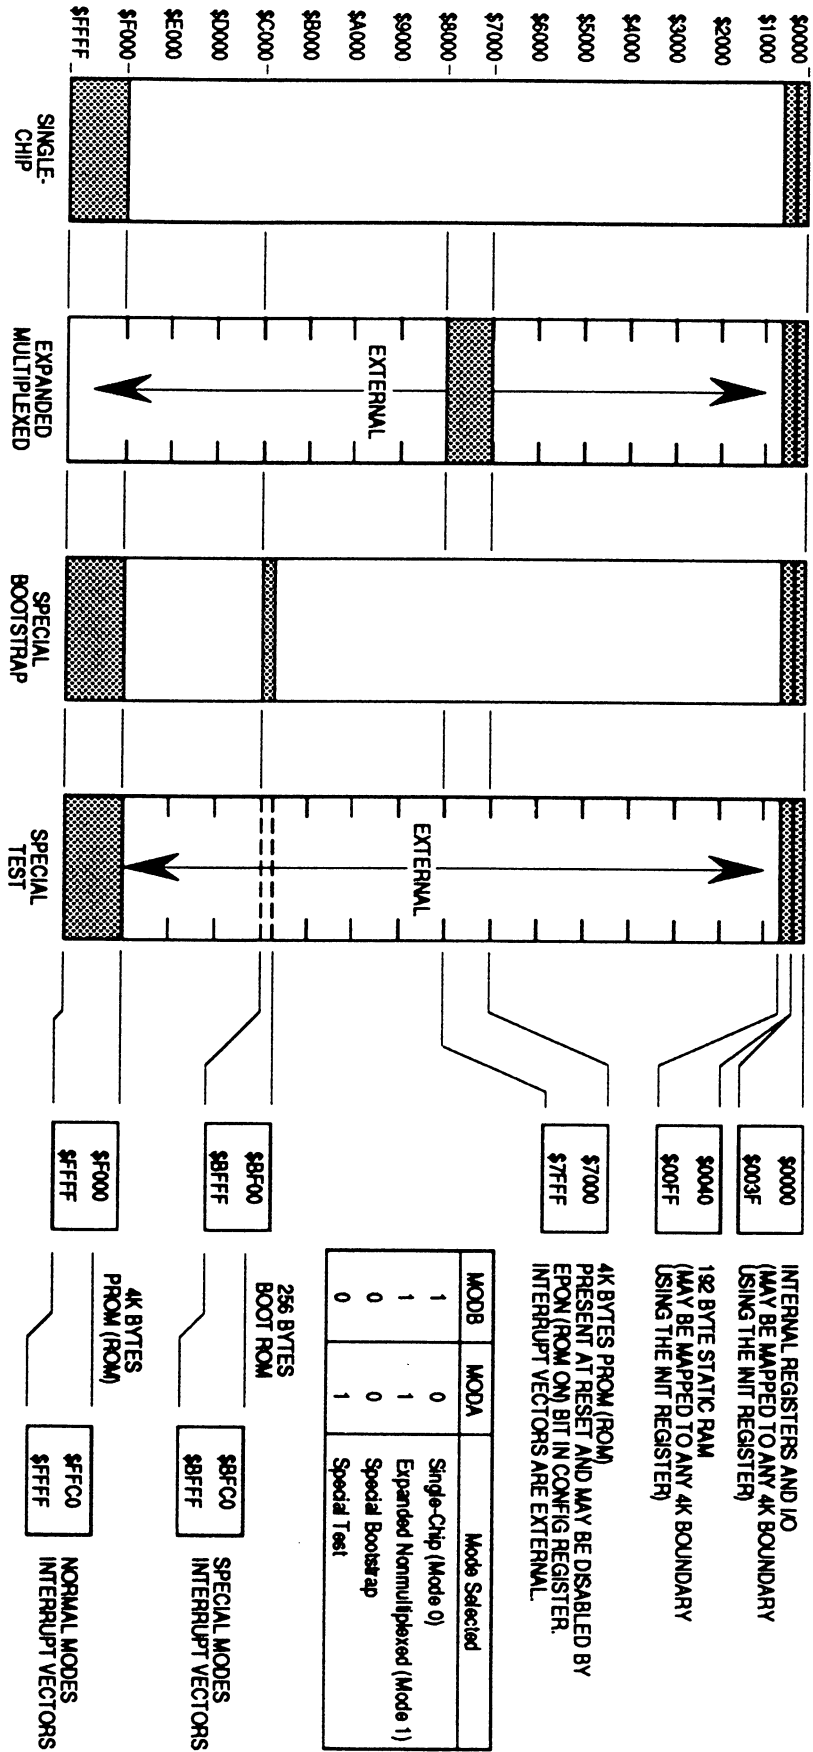 $0000
$1000
$2000
$3000
$4000
$5000
$6000
$7000
$8000
$9000
$A000
$B000
$C000
$D000
$E000
$F000
$FFFF
SINGLE-
CHIP
EXTERNAL
EXPANDED
MULTIPLEXED
SPECIAL
BOOTSTRAP
EXTERNAL
SPECIAL
TEST
$0000
$003F
INTERNAL REGISTERS AND I/O
(MAY BE MAPPED TO ANY 4K BOUNDARY
USING THE INIT REGISTER)
$0040
$00FF
192 BYTE STATIC RAM
(MAY BE MAPPED TO ANY 4K BOUNDARY
USING THE INIT REGISTER)
$7000
$7FFF
4K BYTES PROM (ROM)
PRESENT AT RESET AND MAY BE DISABLED BY
EPON (ROM ON) BIT IN CONFIG REGISTER.
INTERRUPT VECTORS ARE EXTERNAL.
MODB MODA Mode Selected
1 0 Single-Chip (Mode 0)
1 1 Expanded Nonmultiplexed (Mode 1)
0 0 Special Bootstrap
0 1 Special Test
$BF00
$BFFF
256 BYTES
BOOT ROM
$BFC0
$BFFF
SPECIAL MODES
INTERRUPT VECTORS
$F000
$FFFF
4K BYTES
PROM (ROM)
$FFC0
$FFFF
NORMAL MODES
INTERRUPT VECTORS